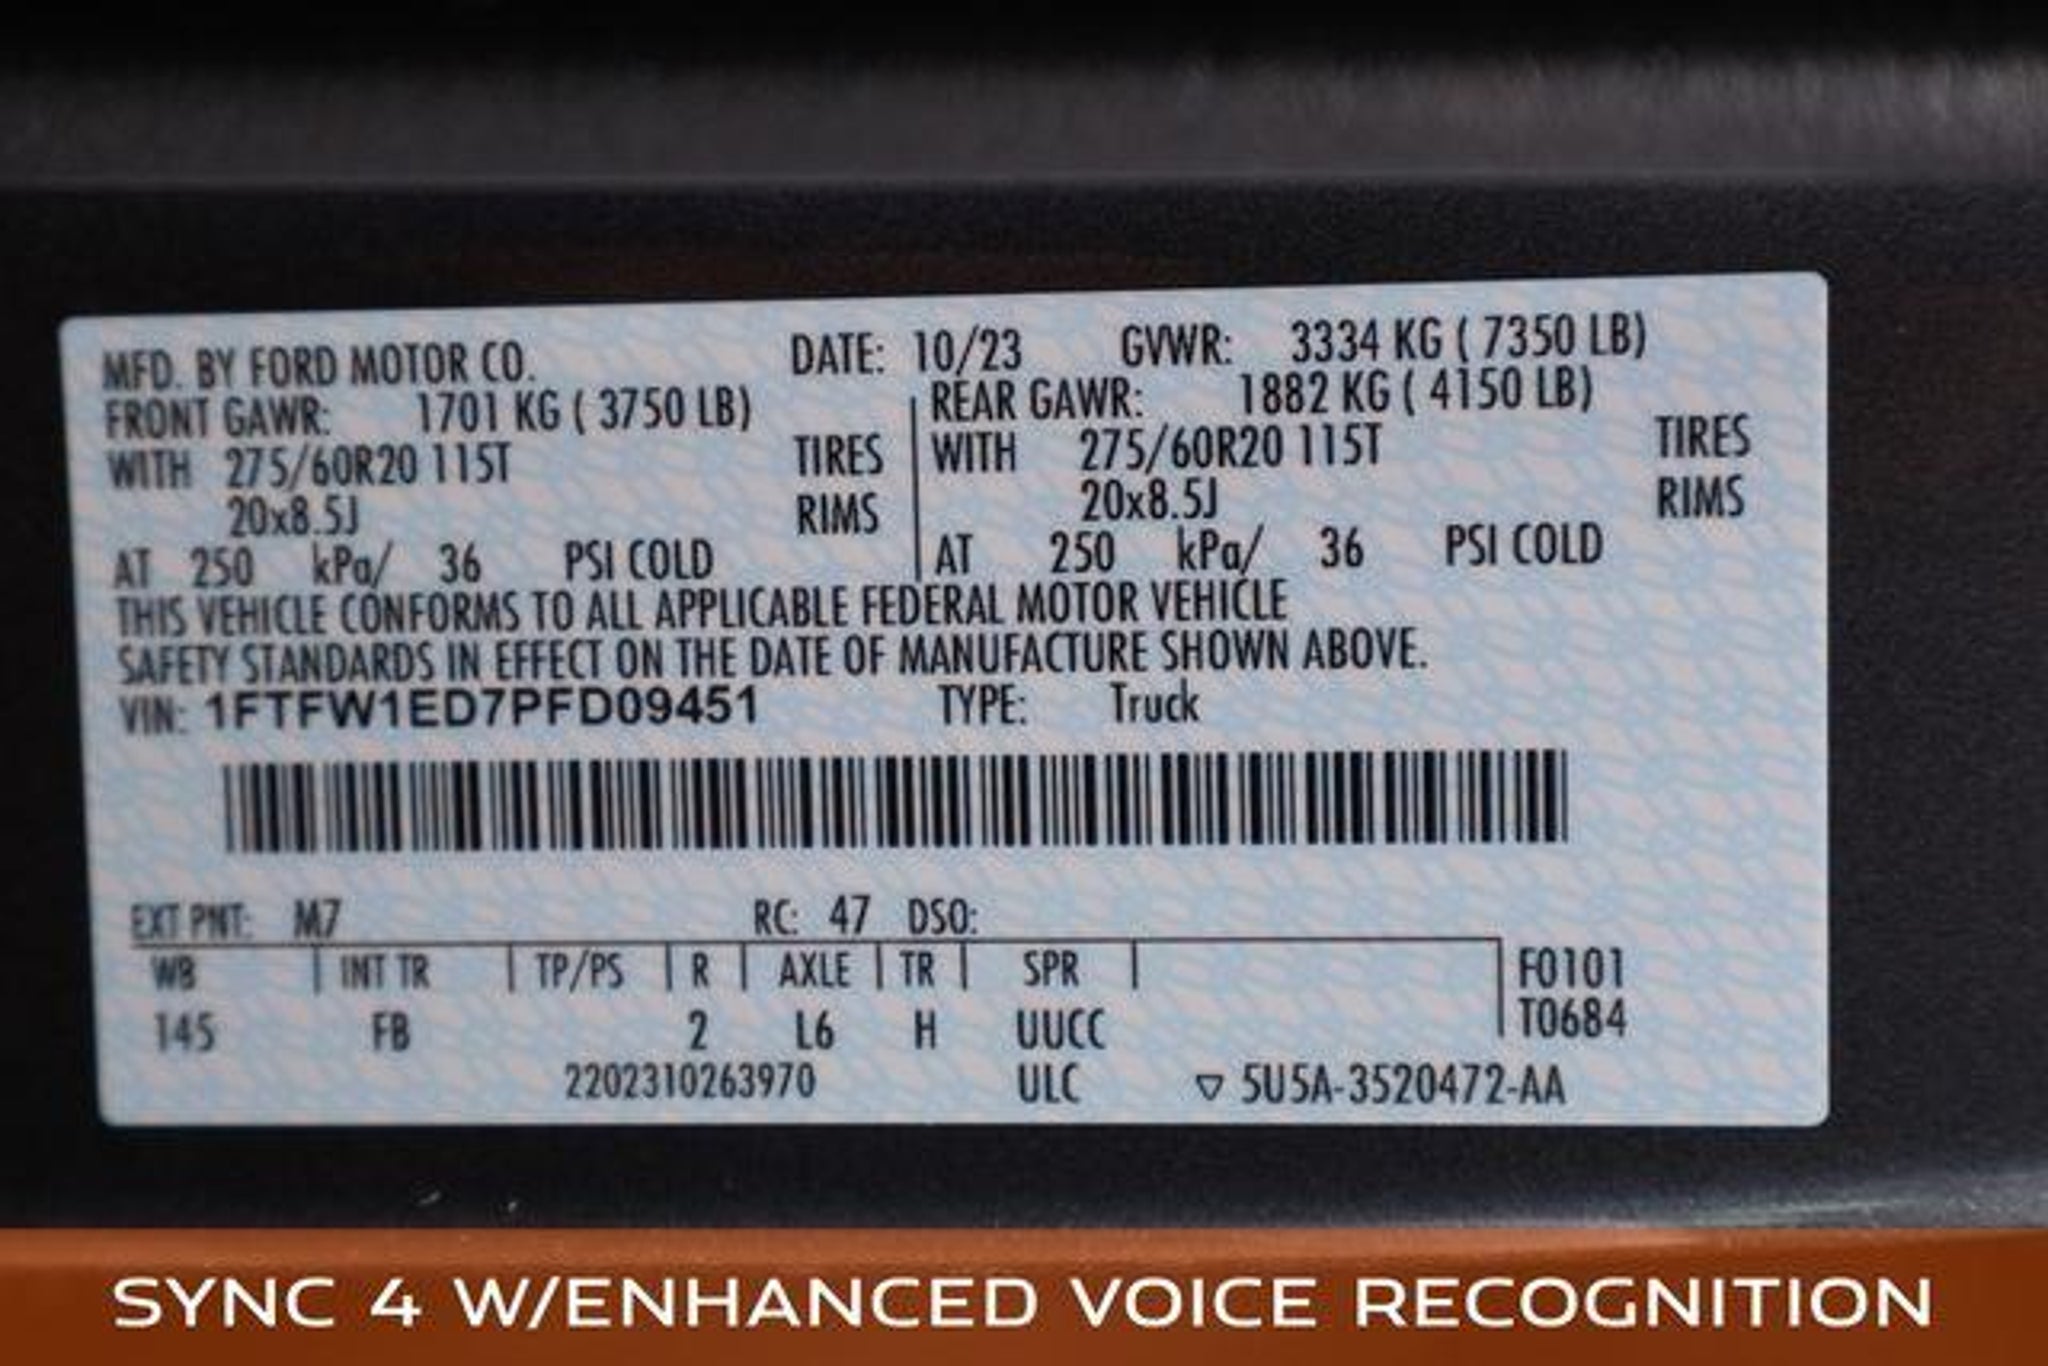 MFD. BY FORD MOTOR CO. DATE: 10/23 GVWR: 3334 KG ( 7350 LB)
FRONT GAWR: 1701 KG ( 3750 LB) REAR GAWR: 1882 KG ( 4150 LB)
WITH 275/60R20 115T TIRES WITH 275/60R20 115T TIRES
20x8.5J RIMS 20x8.5J RIMS
AT 250 kPa/ 36 PSI COLD AT 250 kPa/ 36 PSI COLD
THIS VEHICLE CONFORMS TO ALL APPLICABLE FEDERAL MOTOR VEHICLE
SAFETY STANDARDS IN EFFECT ON THE DATE OF MANUFACTURE SHOWN ABOVE.
VIN: 1FTFW1ED7PFD09451 TYPE: Truck
EXT PNT: M7 RC: 47 DSO:
WB INT TR TP/PS R AXLE TR SPR F0101
145 FB 2 L6 H UUCC T0684
2202310263970 ULC ▽ 5U5A-3520472-AA
SYNC 4 W/ENHANCED VOICE RECOGNITION